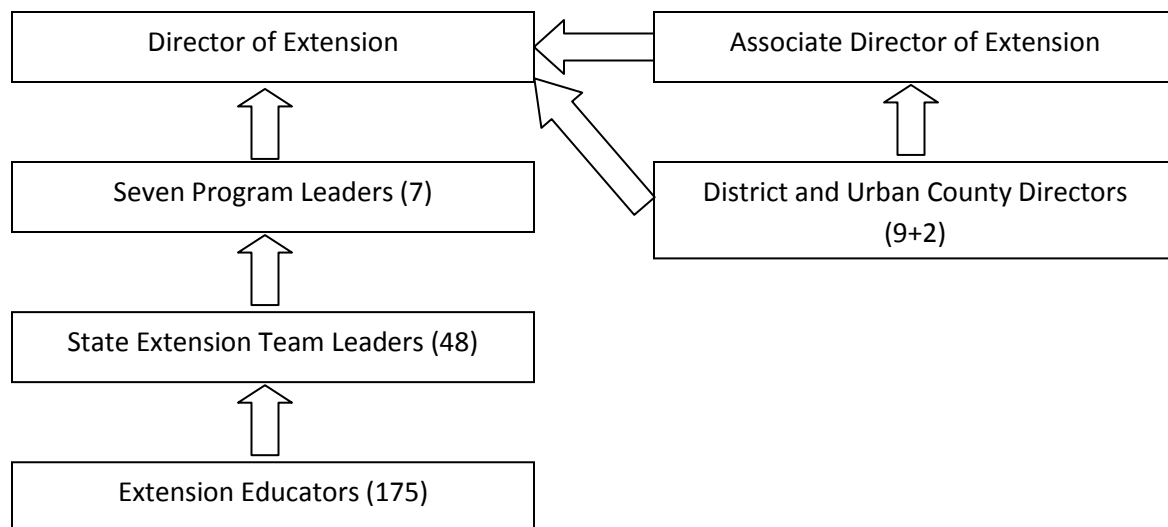 Director of Extension
Associate Director of Extension
Seven Program Leaders (7)
District and Urban County Directors
(9+2)
State Extension Team Leaders (48)
Extension Educators (175)